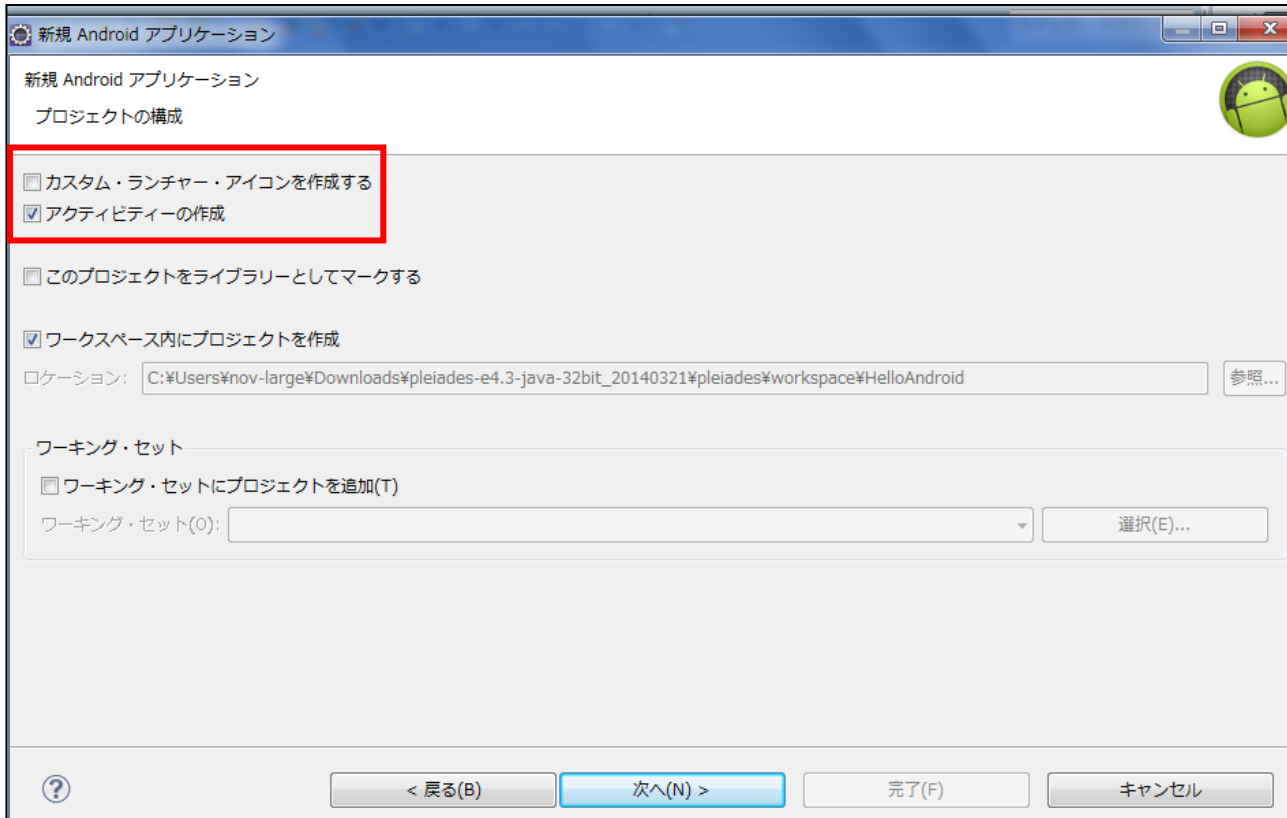 新規 Android アプリケーション
新規 Android アプリケーション
プロジェクトの構成
カスタム・ランチャー・アイコンを作成する
アクティビティーの作成
このプロジェクトをライブラリーとしてマークする
ワークスペース内にプロジェクトを作成
ロケーション: C:¥Users¥nov-large¥Downloads¥pleiades-e4.3-java-32bit_20140321¥pleiades¥workspace¥HelloAndroid 参照...
ワーキング・セット
ワーキング・セットにプロジェクトを追加(T)
ワーキング・セット(O): 選択(E)...
? < 戻る(B) 次へ(N) > 完了(F) キャンセル